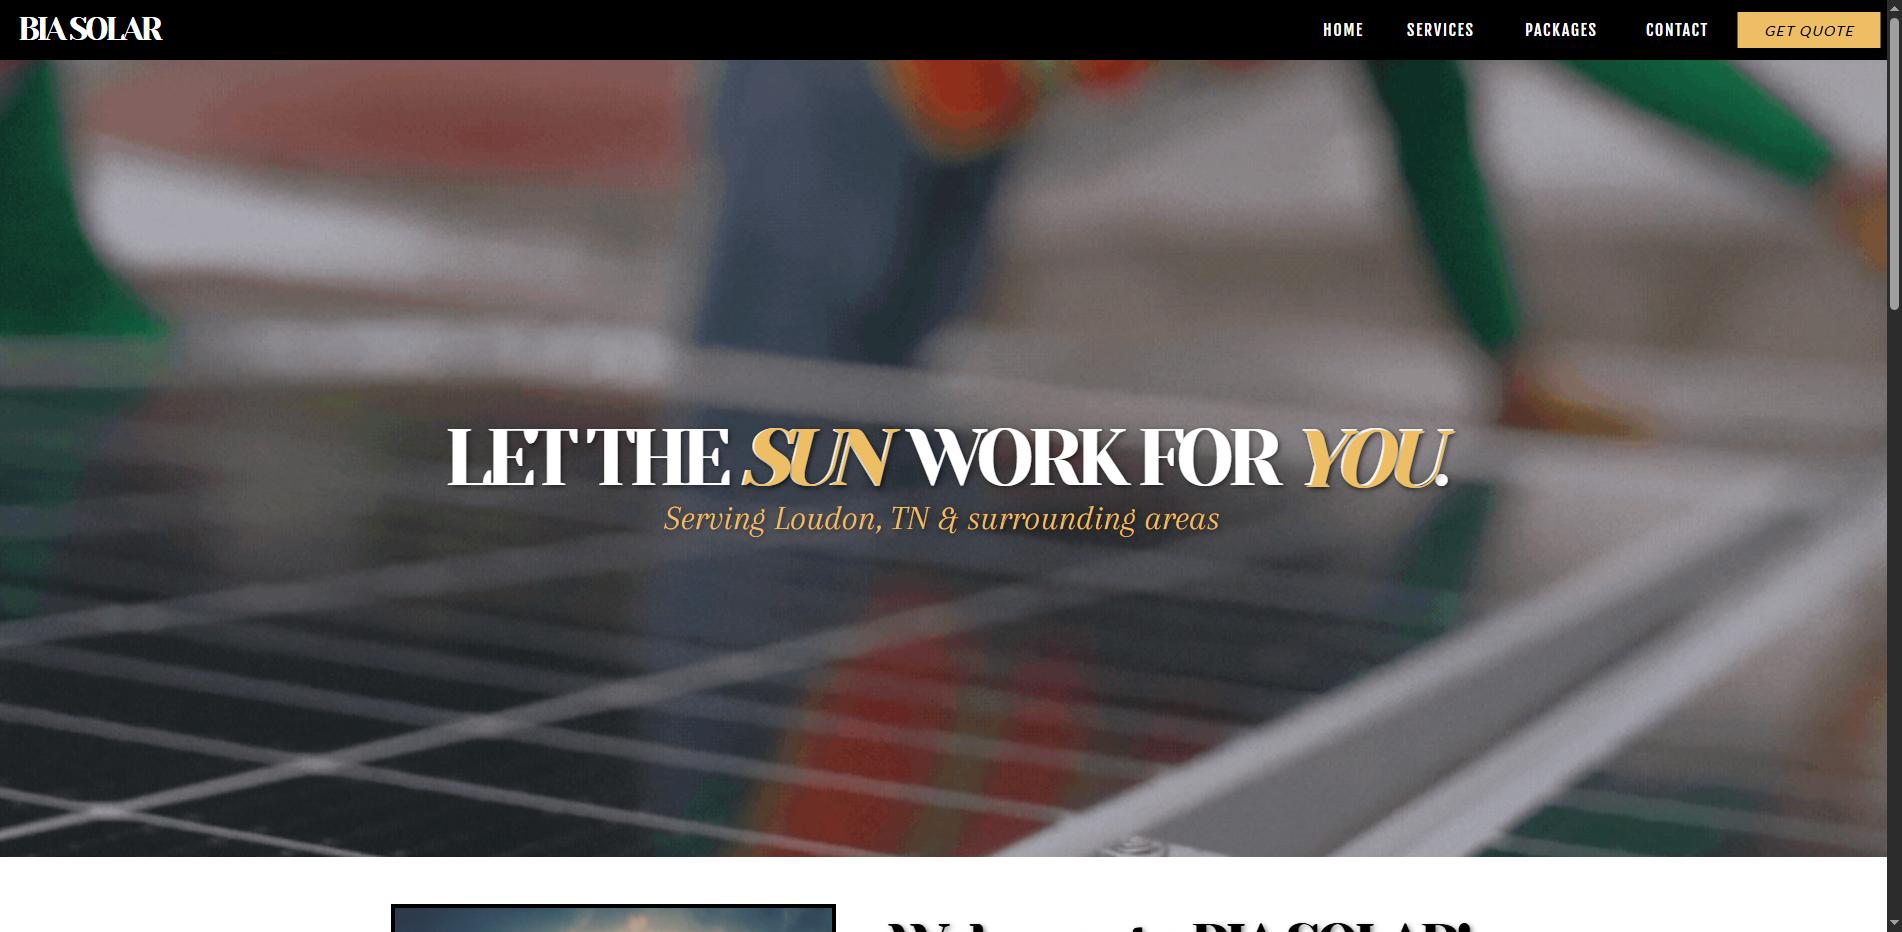 BIA SOLAR
HOME SERVICES PACKAGES CONTACT GET QUOTE
LET THE SUN WORK FOR YOU.
Serving Loudon, TN & surrounding areas